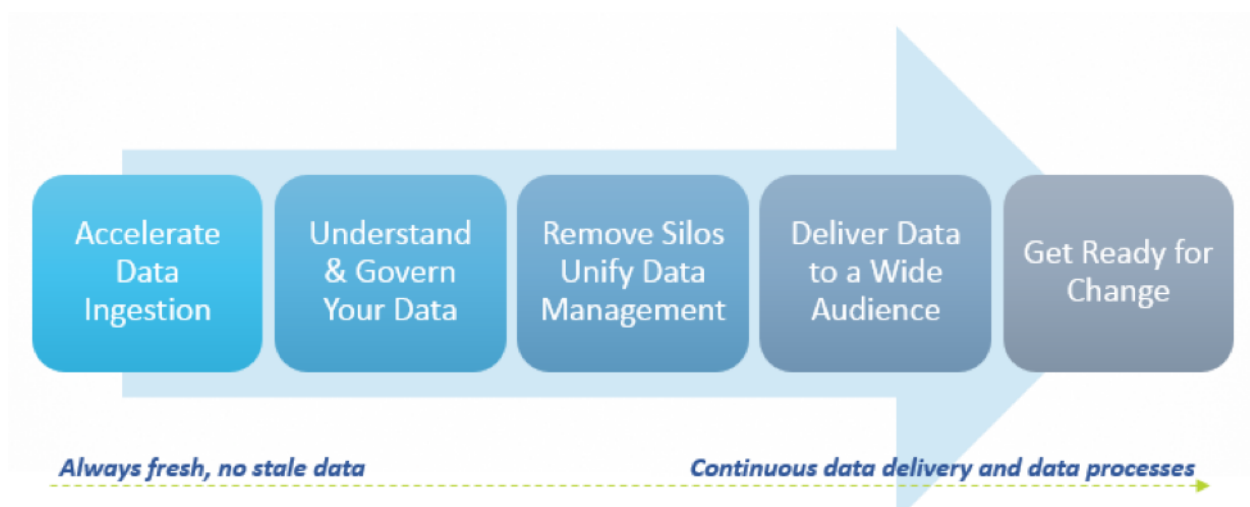 Accelerate
Data
Ingestion
Understand
& Govern
Your Data
Remove Silos
Unify Data
Management
Deliver Data
to a Wide
Audience
Get Ready for
Change
Always fresh, no stale data
Continuous data delivery and data processes